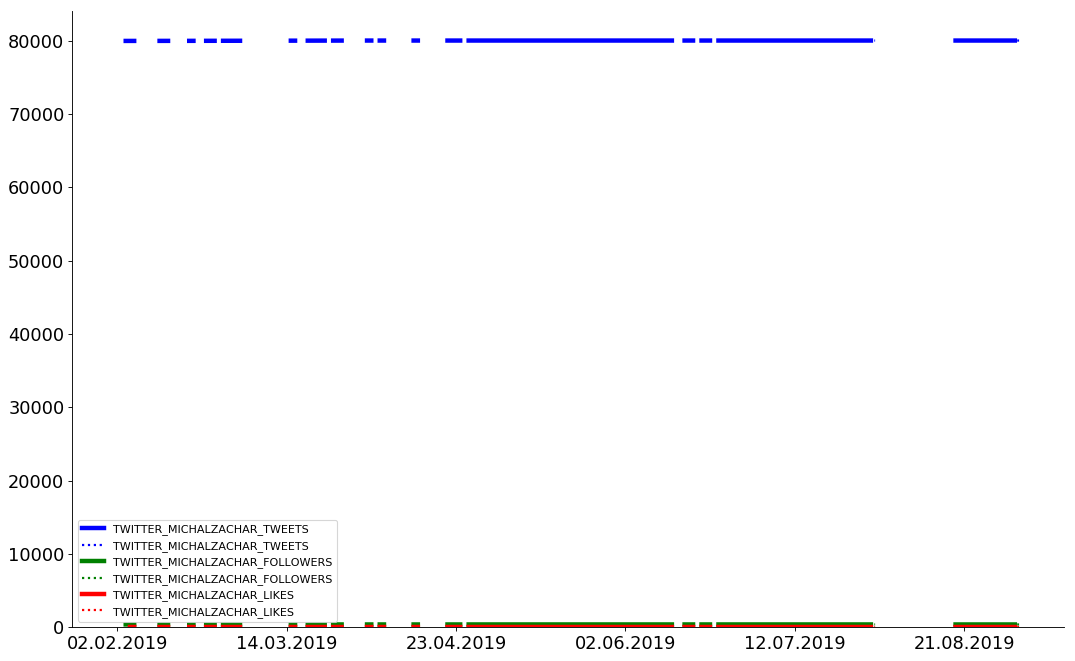 80000
70000
60000
50000
40000
30000
20000
10000
0
TWITTER_MICHALZACHAR_TWEETS
TWITTER_MICHALZACHAR_TWEETS
TWITTER_MICHALZACHAR_FOLLOWERS
TWITTER_MICHALZACHAR_FOLLOWERS
TWITTER_MICHALZACHAR_LIKES
TWITTER_MICHALZACHAR_LIKES
02.02.2019 14.03.2019 23.04.2019 02.06.2019 12.07.2019 21.08.2019